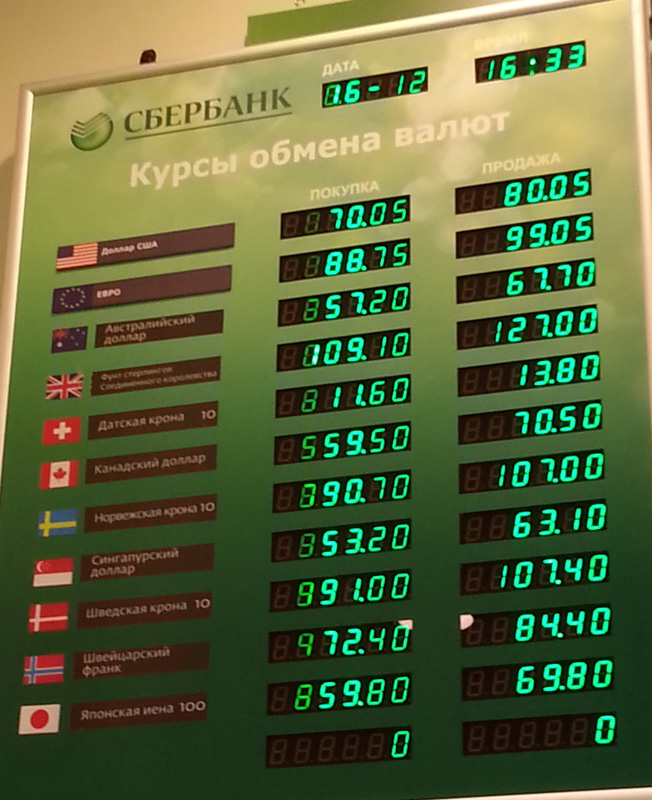 СБЕРБАНК
ДАТА
16-12
ВРЕМЯ
16:33
Курсы обмена валют
ПОКУПКА ПРОДАЖА
Доллар США 70.05 80.05
ЕВРО 88.75 99.05
Австралийский доллар 57.20 67.70
Фунт стерлингов Соединенного королевства 109.10 127.00
Датская крона 10 11.60 13.80
Канадский доллар 59.50 70.50
Норвежская крона 10 90.70 107.00
Сингапурский доллар 53.20 63.10
Шведская крона 10 91.00 107.40
Швейцарский франк 72.40 84.40
Японская иена 100 59.80 69.80
0 0